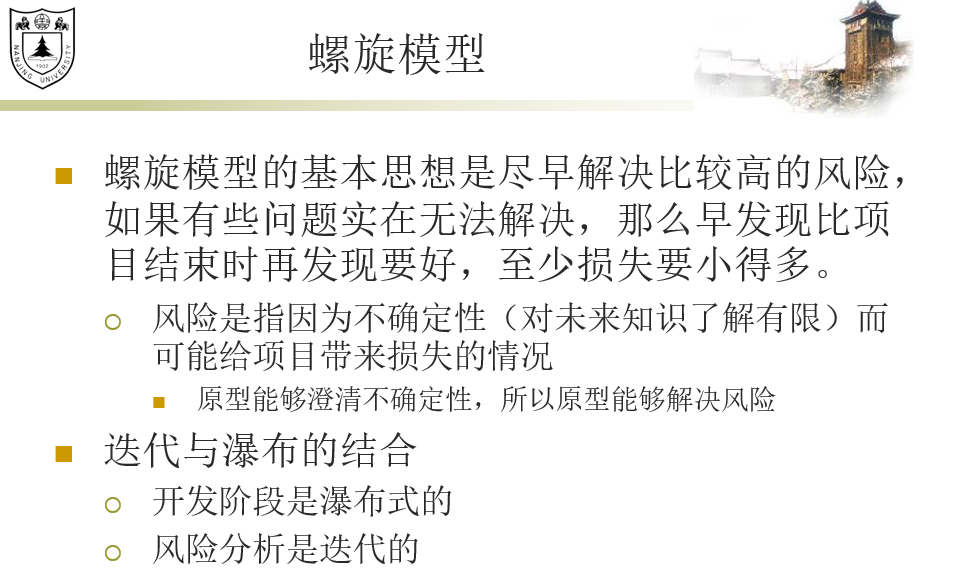 NANJING UNIVERSITY
1902
螺旋模型
螺旋模型的基本思想是尽早解决比较高的风险，
如果有些问题实在无法解决，那么早发现比项
目结束时再发现要好，至少损失要小得多。
风险是指因为不确定性（对未来知识了解有限）而
可能给项目带来损失的情况
原型能够澄清不确定性，所以原型能够解决风险
迭代与瀑布的结合
开发阶段是瀑布式的
风险分析是迭代的